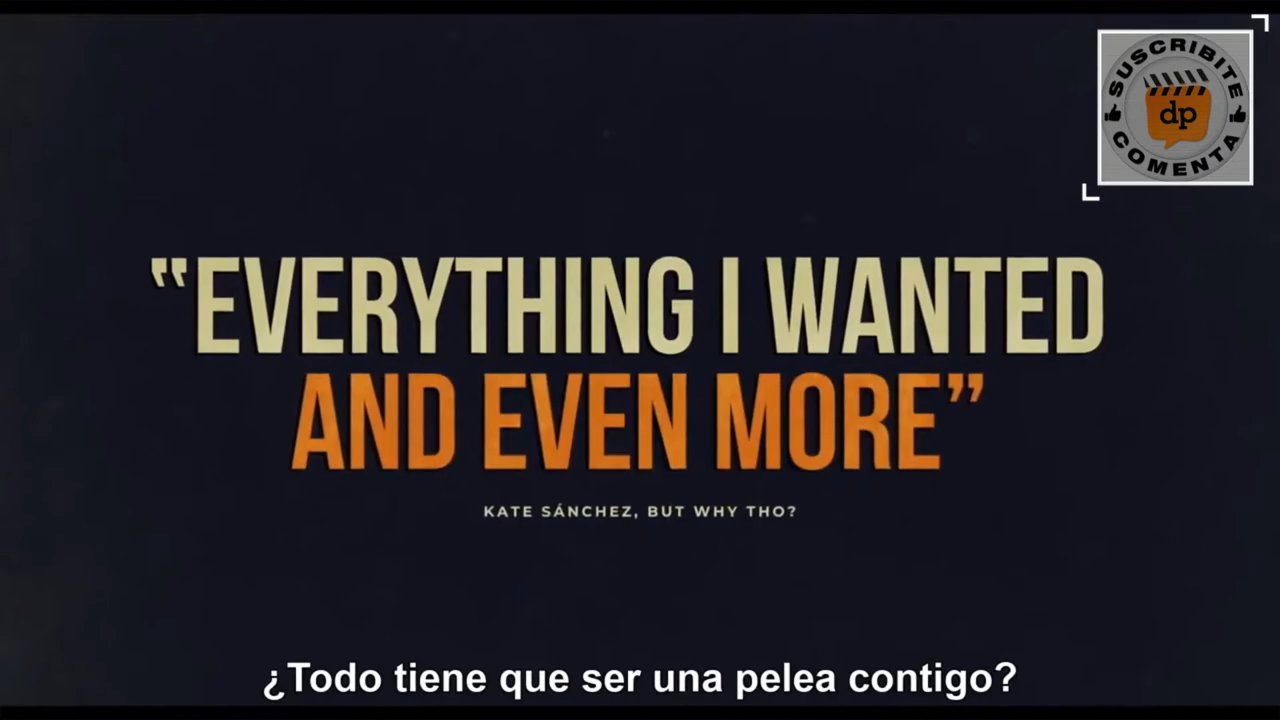 SUSCRIBITE
dp
COMENTA
“EVERYTHING I WANTED
AND EVEN MORE”
KATE SÁNCHEZ, BUT WHY THO?
¿Todo tiene que ser una pelea contigo?